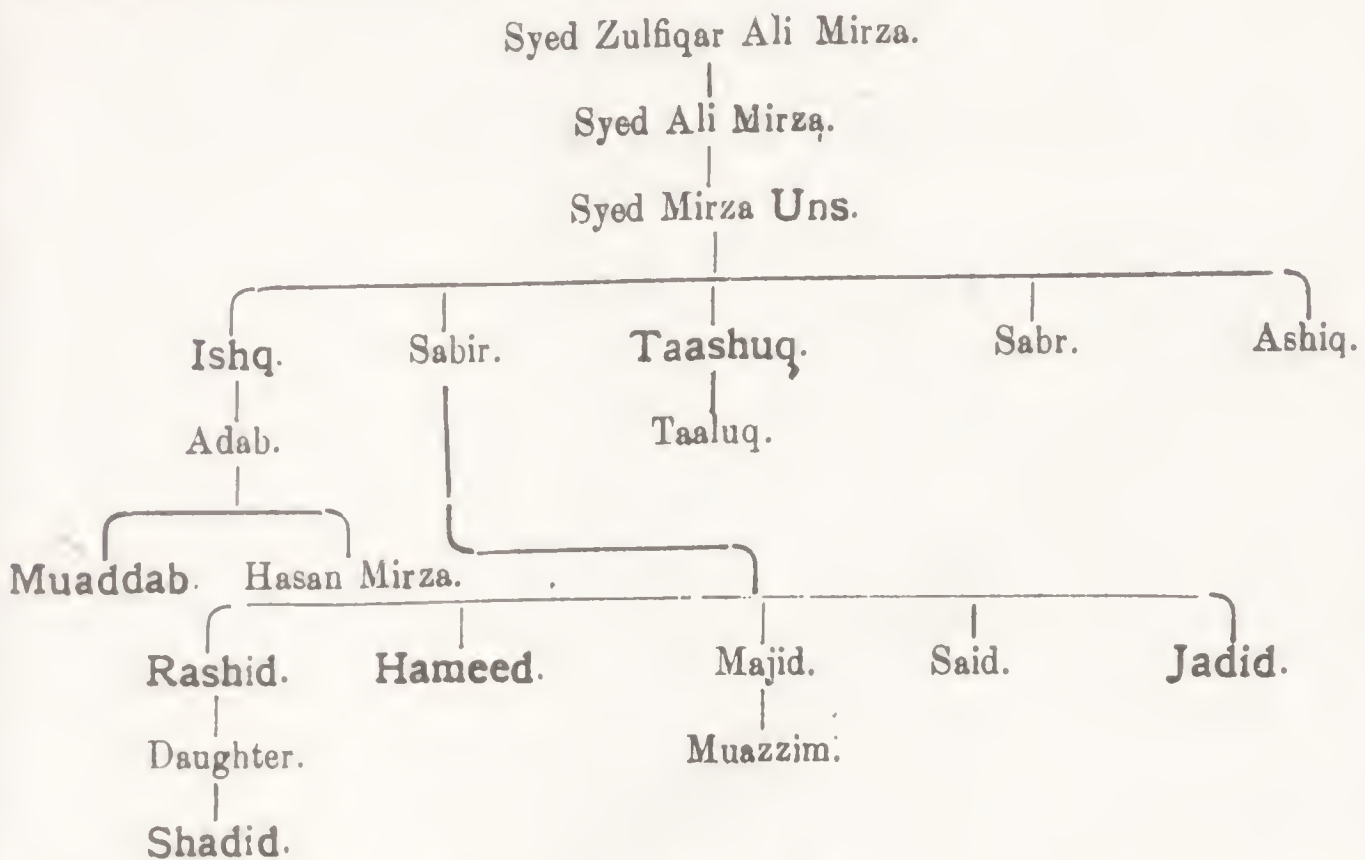 Syed Zulfiqar Ali Mirza.
Syed Ali Mirza.
Syed Mirza Uns.
Ishq. Sabir. Taashuq. Sabr. Ashiq.
Adab. Taaluq.
Muaddab. Hasan Mirza.
Rashid. Hameed. Majid. Said. Jadid.
Daughter. Muazzim.
Shadid.